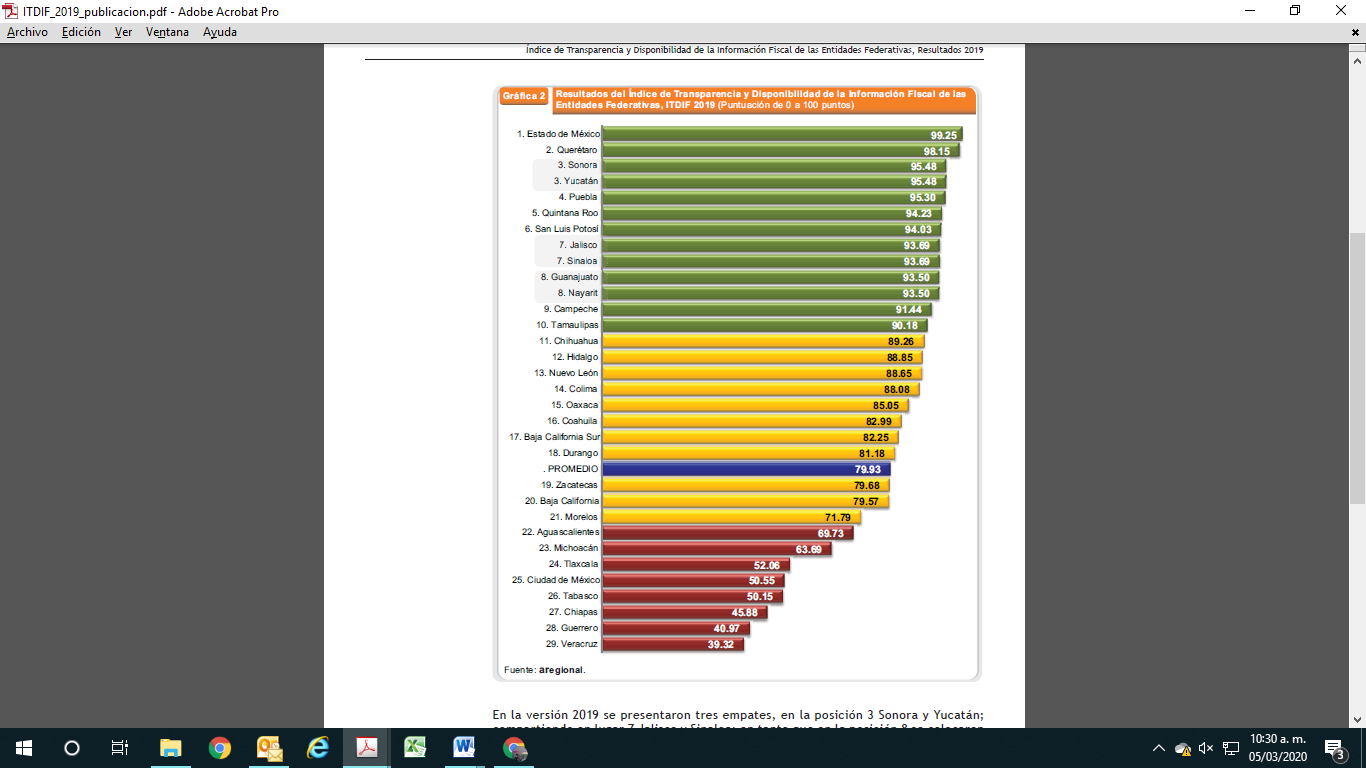 ITDIF_2019_publicacion.pdf - Adobe Acrobat Pro
Archivo Edición Ver Ventana Ayuda
Índice de Transparencia y Disponibilidad de la Información Fiscal de las Entidades Federativas, Resultados 2019
Gráfica 2
Resultados del Índice de Transparencia y Disponibilidad de la Información Fiscal de las
Entidades Federativas, ITDIF 2019 (Puntuación de 0 a 100 puntos)
1. Estado de México 99.25
2. Querétaro 98.15
3. Sonora 95.48
3. Yucatán 95.48
4. Puebla 95.30
5. Quintana Roo 94.23
6. San Luis Potosí 94.03
7. Jalisco 93.69
7. Sinaloa 93.69
8. Guanajuato 93.50
8. Nayarit 93.50
9. Campeche 91.44
10. Tamaulipas 90.18
11. Chihuahua 89.26
12. Hidalgo 88.85
13. Nuevo León 88.65
14. Colima 88.08
15. Oaxaca 85.05
16. Coahuila 82.99
17. Baja California Sur 82.25
18. Durango 81.18
. PROMEDIO 79.93
19. Zacatecas 79.68
20. Baja California 79.57
21. Morelos 71.79
22. Aguascalientes 69.73
23. Michoacán 63.69
24. Tlaxcala 52.06
25. Ciudad de México 50.55
26. Tabasco 50.15
27. Chiapas 45.88
28. Guerrero 40.97
29. Veracruz 39.32
Fuente: aregional.
En la versión 2019 se presentaron tres empates, en la posición 3 Sonora y Yucatán;
10:30 a. m.
05/03/2020
3